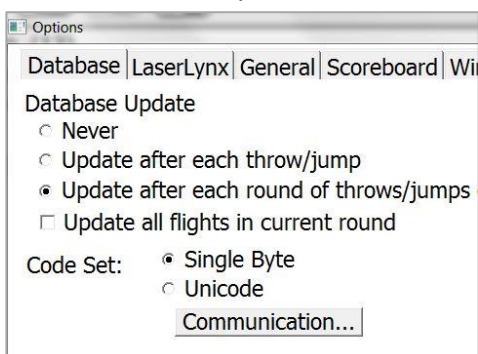 Options
Database LaserLynx General Scoreboard
Database Update
Never
Update after each throw/jump
Update after each round of throws/jumps
Update all flights in current round
Code Set:
Single Byte
Unicode
Communication...